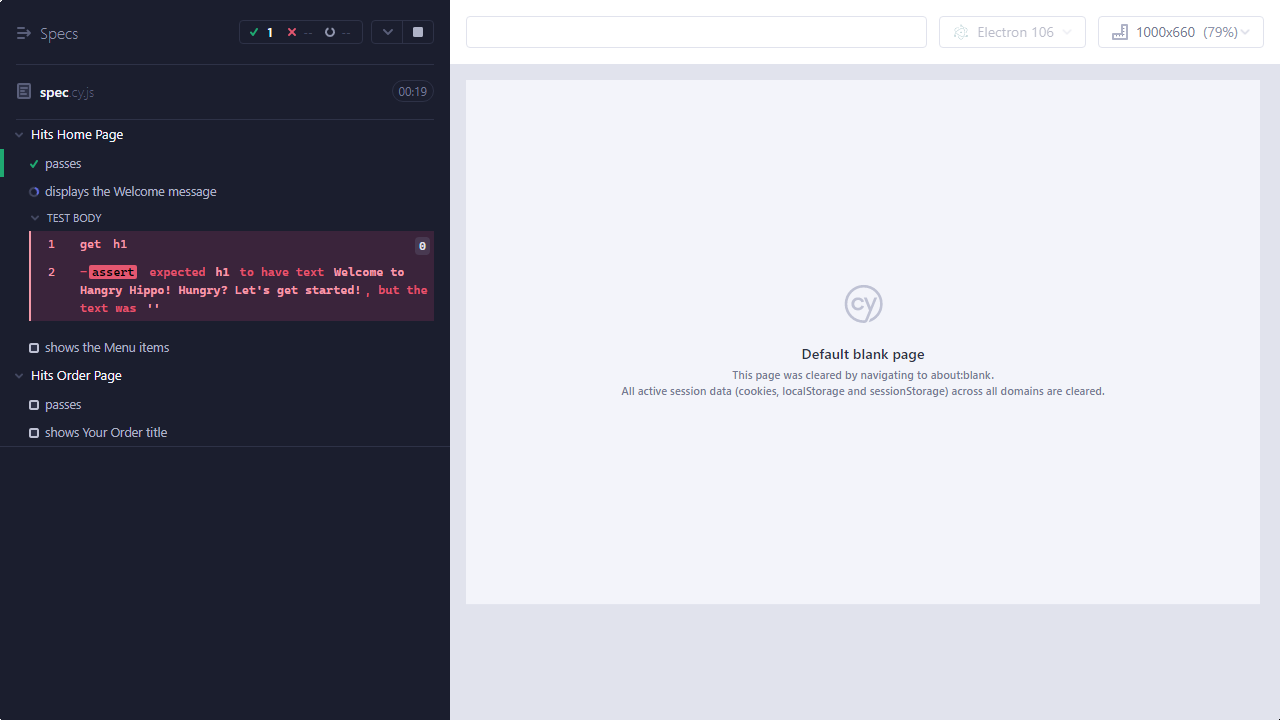 Specs
1 -- --
Electron 106
1000x660 (79%)
spec.cy.js
00:19
Hits Home Page
passes
displays the Welcome message
TEST BODY
1 get h1 0
2 -assert expected h1 to have text Welcome to
Hangry Hippo! Hungry? Let's get started!, but the
text was ''
shows the Menu items
Hits Order Page
passes
shows Your Order title
cy
Default blank page
This page was cleared by navigating to about:blank.
All active session data (cookies, localStorage and sessionStorage) across all domains are cleared.